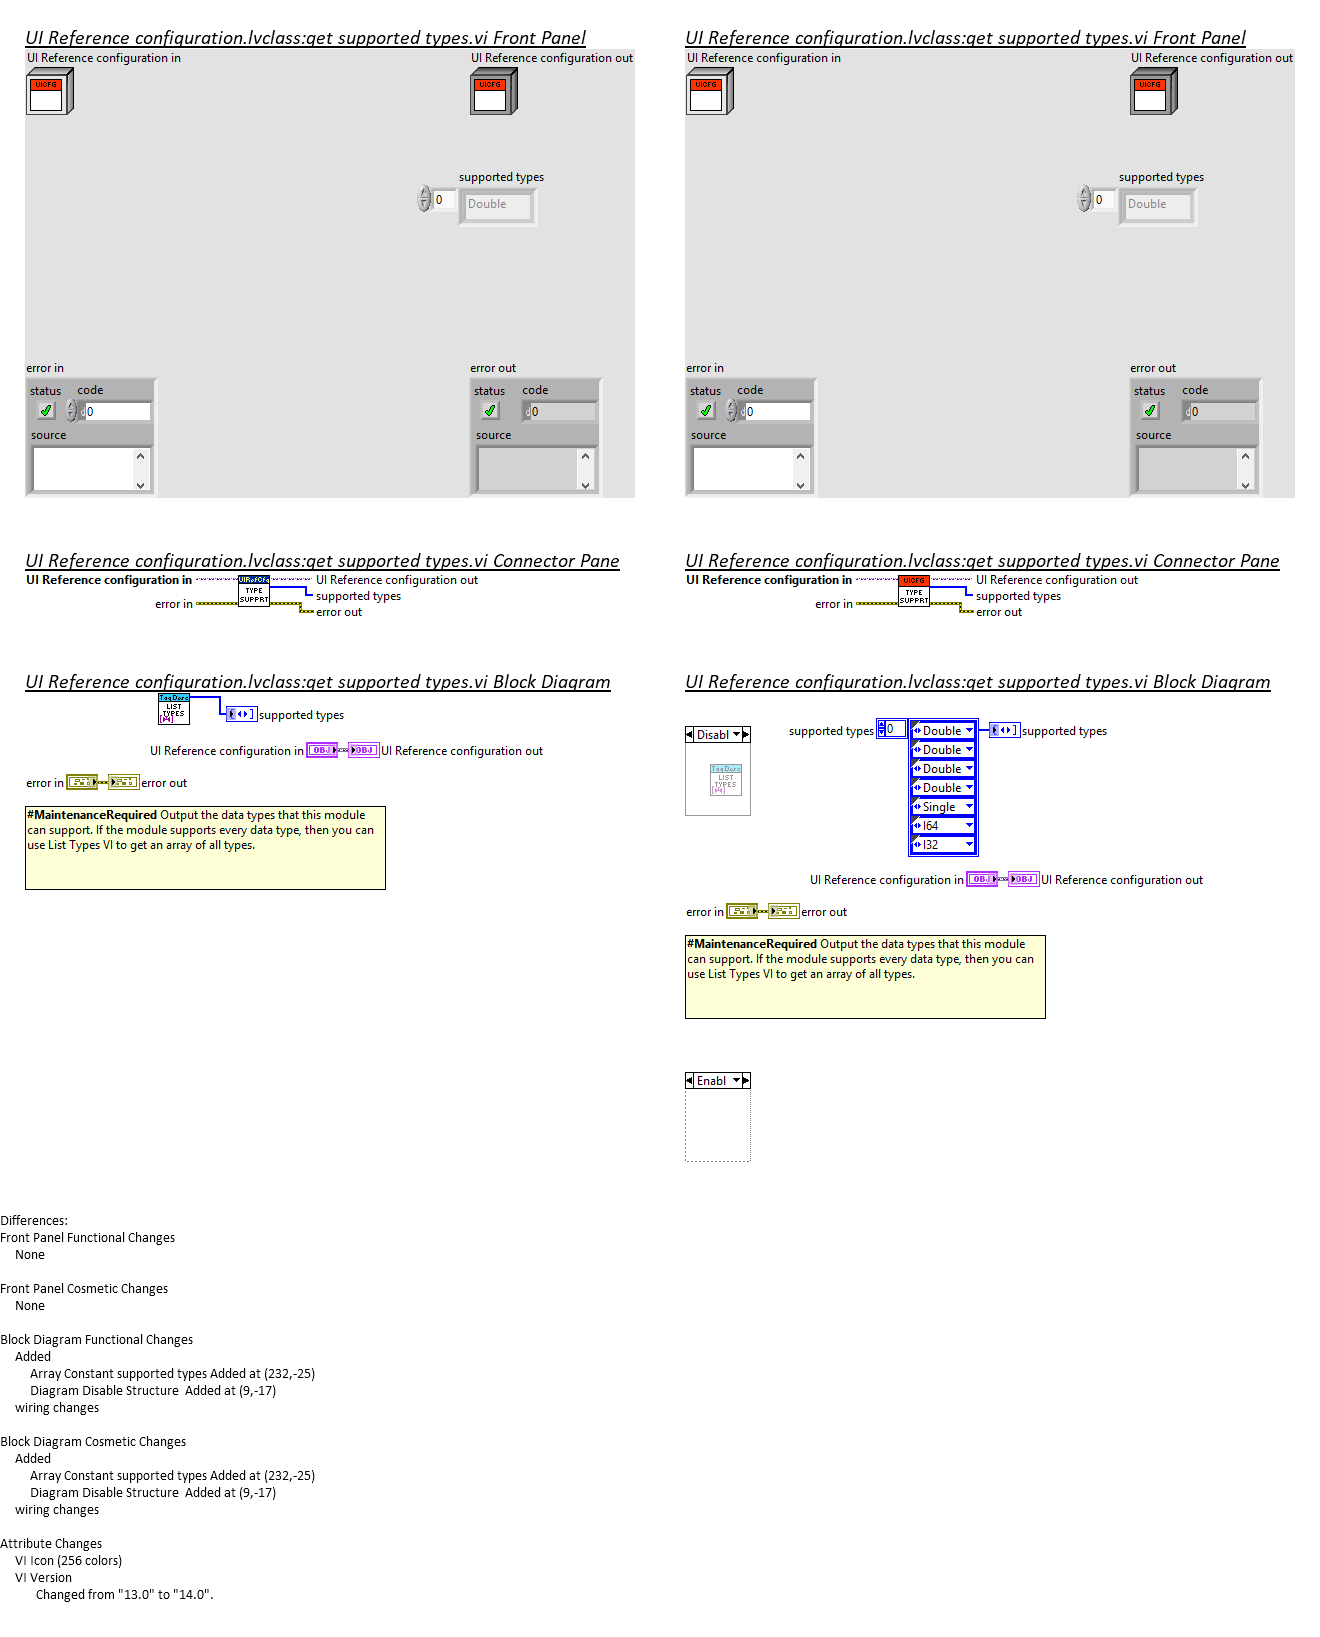 UI Reference configuration.lvclass:get supported types.vi Front Panel
UI Reference configuration in
UI Reference configuration out
UICFG
UICFG
supported types
0
Double
error in
error out
status
code
status
code
d0
d0
source
source
UI Reference configuration.lvclass:get supported types.vi Connector Pane
UI Reference configuration in
UIRefCfg
TYPE
SUPPRT
UI Reference configuration out
supported types
error in
error out
UI Reference configuration.lvclass:get supported types.vi Block Diagram
TagDesc
LIST
TYPES
supported types
UI Reference configuration in
OBJ
OBJ
UI Reference configuration out
error in
error out
#MaintenanceRequired Output the data types that this module
can support. If the module supports every data type, then you can
use List Types VI to get an array of all types.
UI Reference configuration.lvclass:get supported types.vi Front Panel
UI Reference configuration in
UI Reference configuration out
UICFG
UICFG
supported types
0
Double
error in
error out
status
code
status
code
d0
d0
source
source
UI Reference configuration.lvclass:get supported types.vi Connector Pane
UI Reference configuration in
UICFG
TYPE
SUPPRT
UI Reference configuration out
supported types
error in
error out
UI Reference configuration.lvclass:get supported types.vi Block Diagram
Disabl
TagDesc
LIST
TYPES
supported types
0
Double
Double
Double
Double
Single
I64
I32
supported types
UI Reference configuration in
OBJ
OBJ
UI Reference configuration out
error in
error out
#MaintenanceRequired Output the data types that this module
can support. If the module supports every data type, then you can
use List Types VI to get an array of all types.
Enabl
Differences:
Front Panel Functional Changes
None
Front Panel Cosmetic Changes
None
Block Diagram Functional Changes
Added
Array Constant supported types Added at (232,-25)
Diagram Disable Structure  Added at (9,-17)
wiring changes
Block Diagram Cosmetic Changes
Added
Array Constant supported types Added at (232,-25)
Diagram Disable Structure  Added at (9,-17)
wiring changes
Attribute Changes
VI Icon (256 colors)
VI Version
Changed from "13.0" to "14.0".